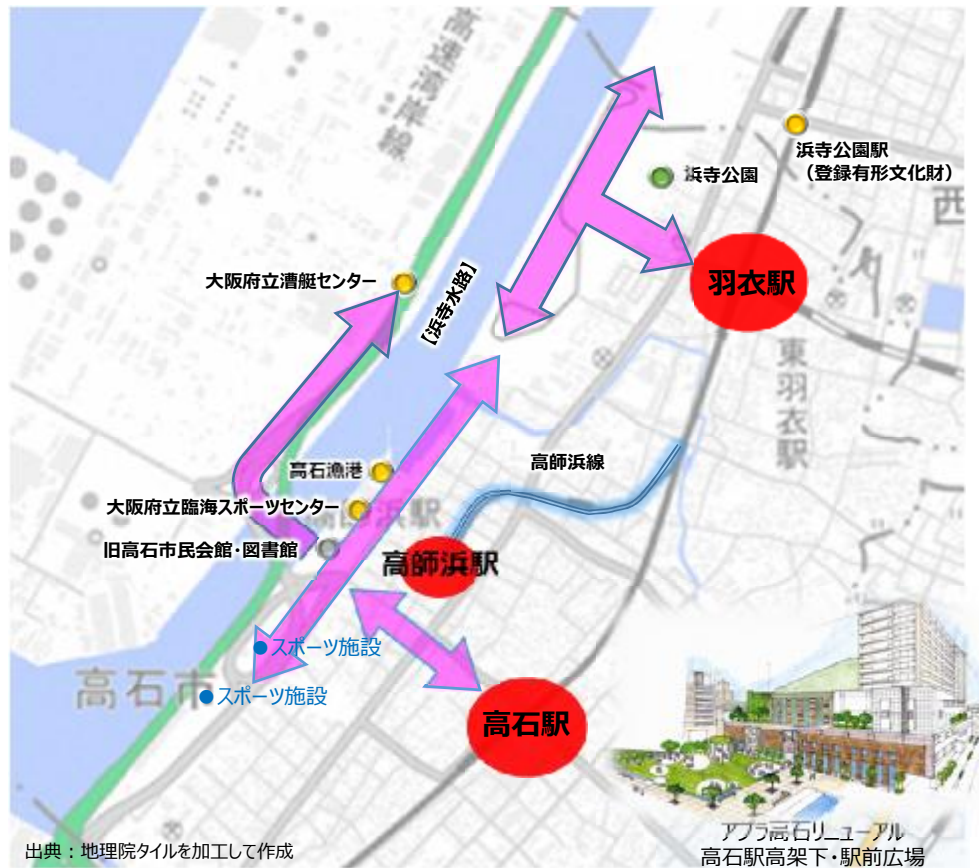 高速湾岸線
浜寺公園駅
（登録有形文化財）
浜寺公園
西
大阪府立漕艇センター
【浜寺水路】
羽衣駅
東羽衣駅
高師浜線
高石漁港
大阪府立臨海スポーツセンター
旧高石市民会館・図書館
高師浜駅
スポーツ施設
高石市
スポーツ施設
高石駅
アプラ高石リニューアル
高石駅高架下・駅前広場
出典：地理院タイルを加工して作成